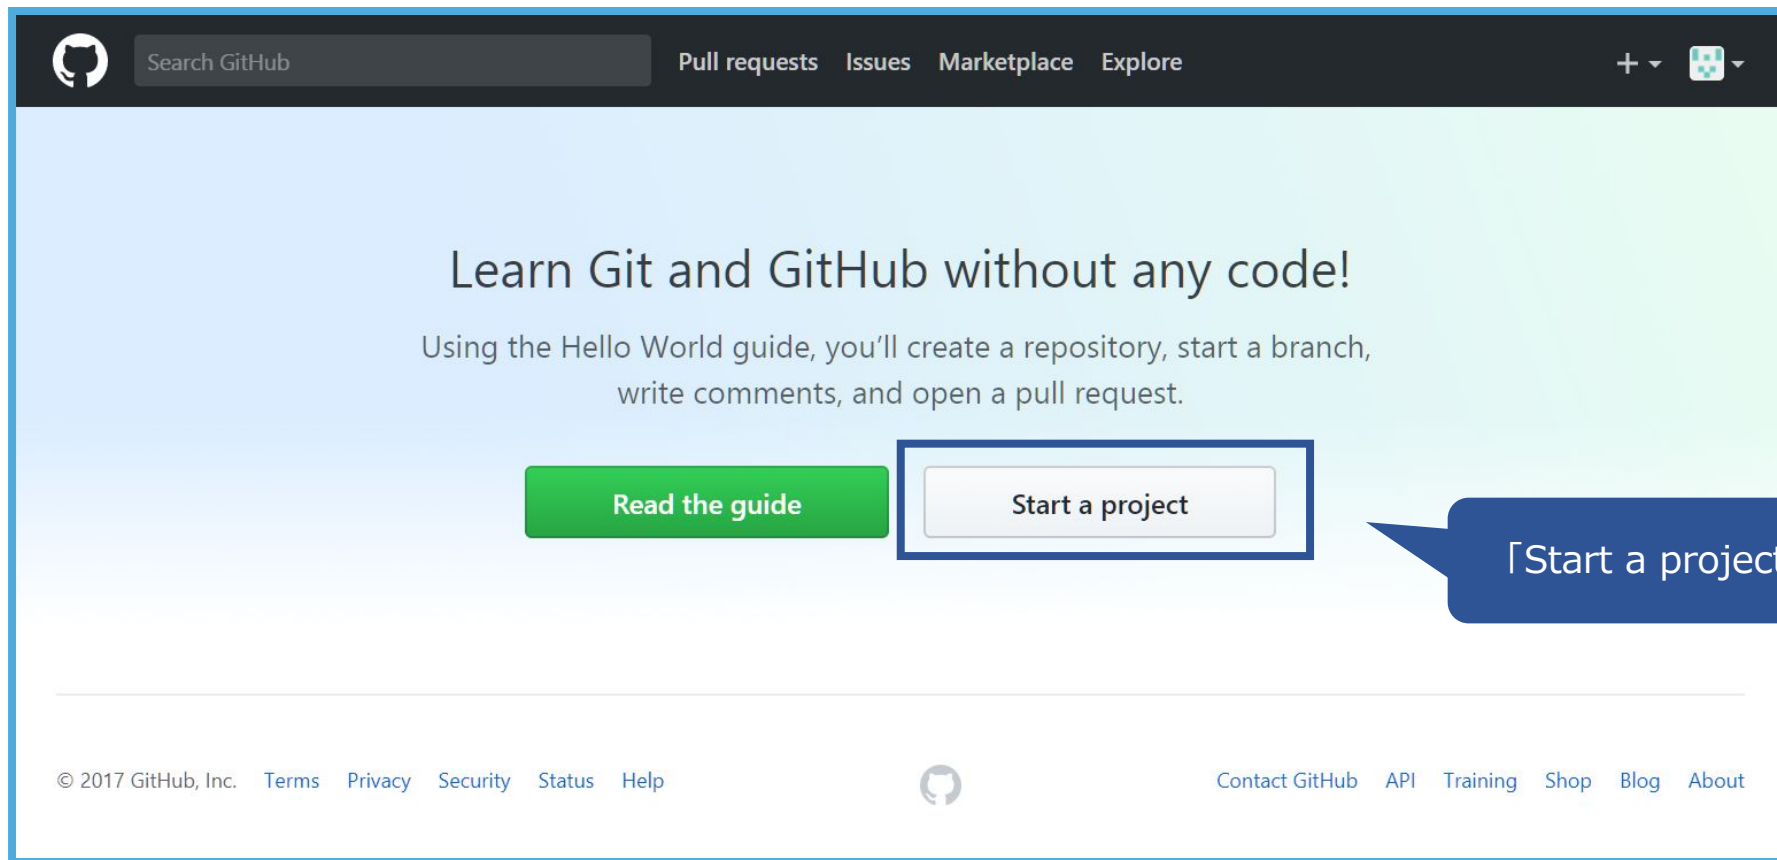 Search GitHub Pull requests Issues Marketplace Explore
Learn Git and GitHub without any code!
Using the Hello World guide, you’ll create a repository, start a branch,
write comments, and open a pull request.
Read the guide Start a project
「Start a project
© 2017 GitHub, Inc. Terms Privacy Security Status Help Contact GitHub API Training Shop Blog About